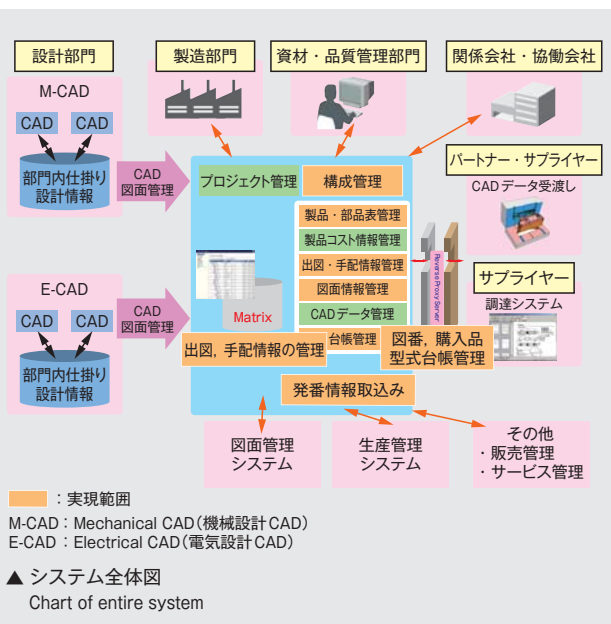 設計部門
製造部門
資材・品質管理部門
関係会社・協働会社
M-CAD
CAD
CAD
部門内仕掛り
設計情報
CAD
図面管理
プロジェクト管理
構成管理
パートナー・サプライヤー
CADデータ受渡し
製品・部品表管理
製品コスト情報管理
出図・手配情報管理
図面情報管理
CADデータ管理
台帳管理
Reverse Proxy Server
サプライヤー
調達システム
E-CAD
CAD
CAD
部門内仕掛り
設計情報
CAD
図面管理
Matrix
出図，手配情報の管理
図番，購入品
型式台帳管理
発番情報取込み
図面管理
システム
生産管理
システム
その他
・販売管理
・サービス管理
：実現範囲
M-CAD：Mechanical CAD（機械設計CAD）
E-CAD：Electrical CAD（電気設計CAD）
▲ システム全体図
Chart of entire system